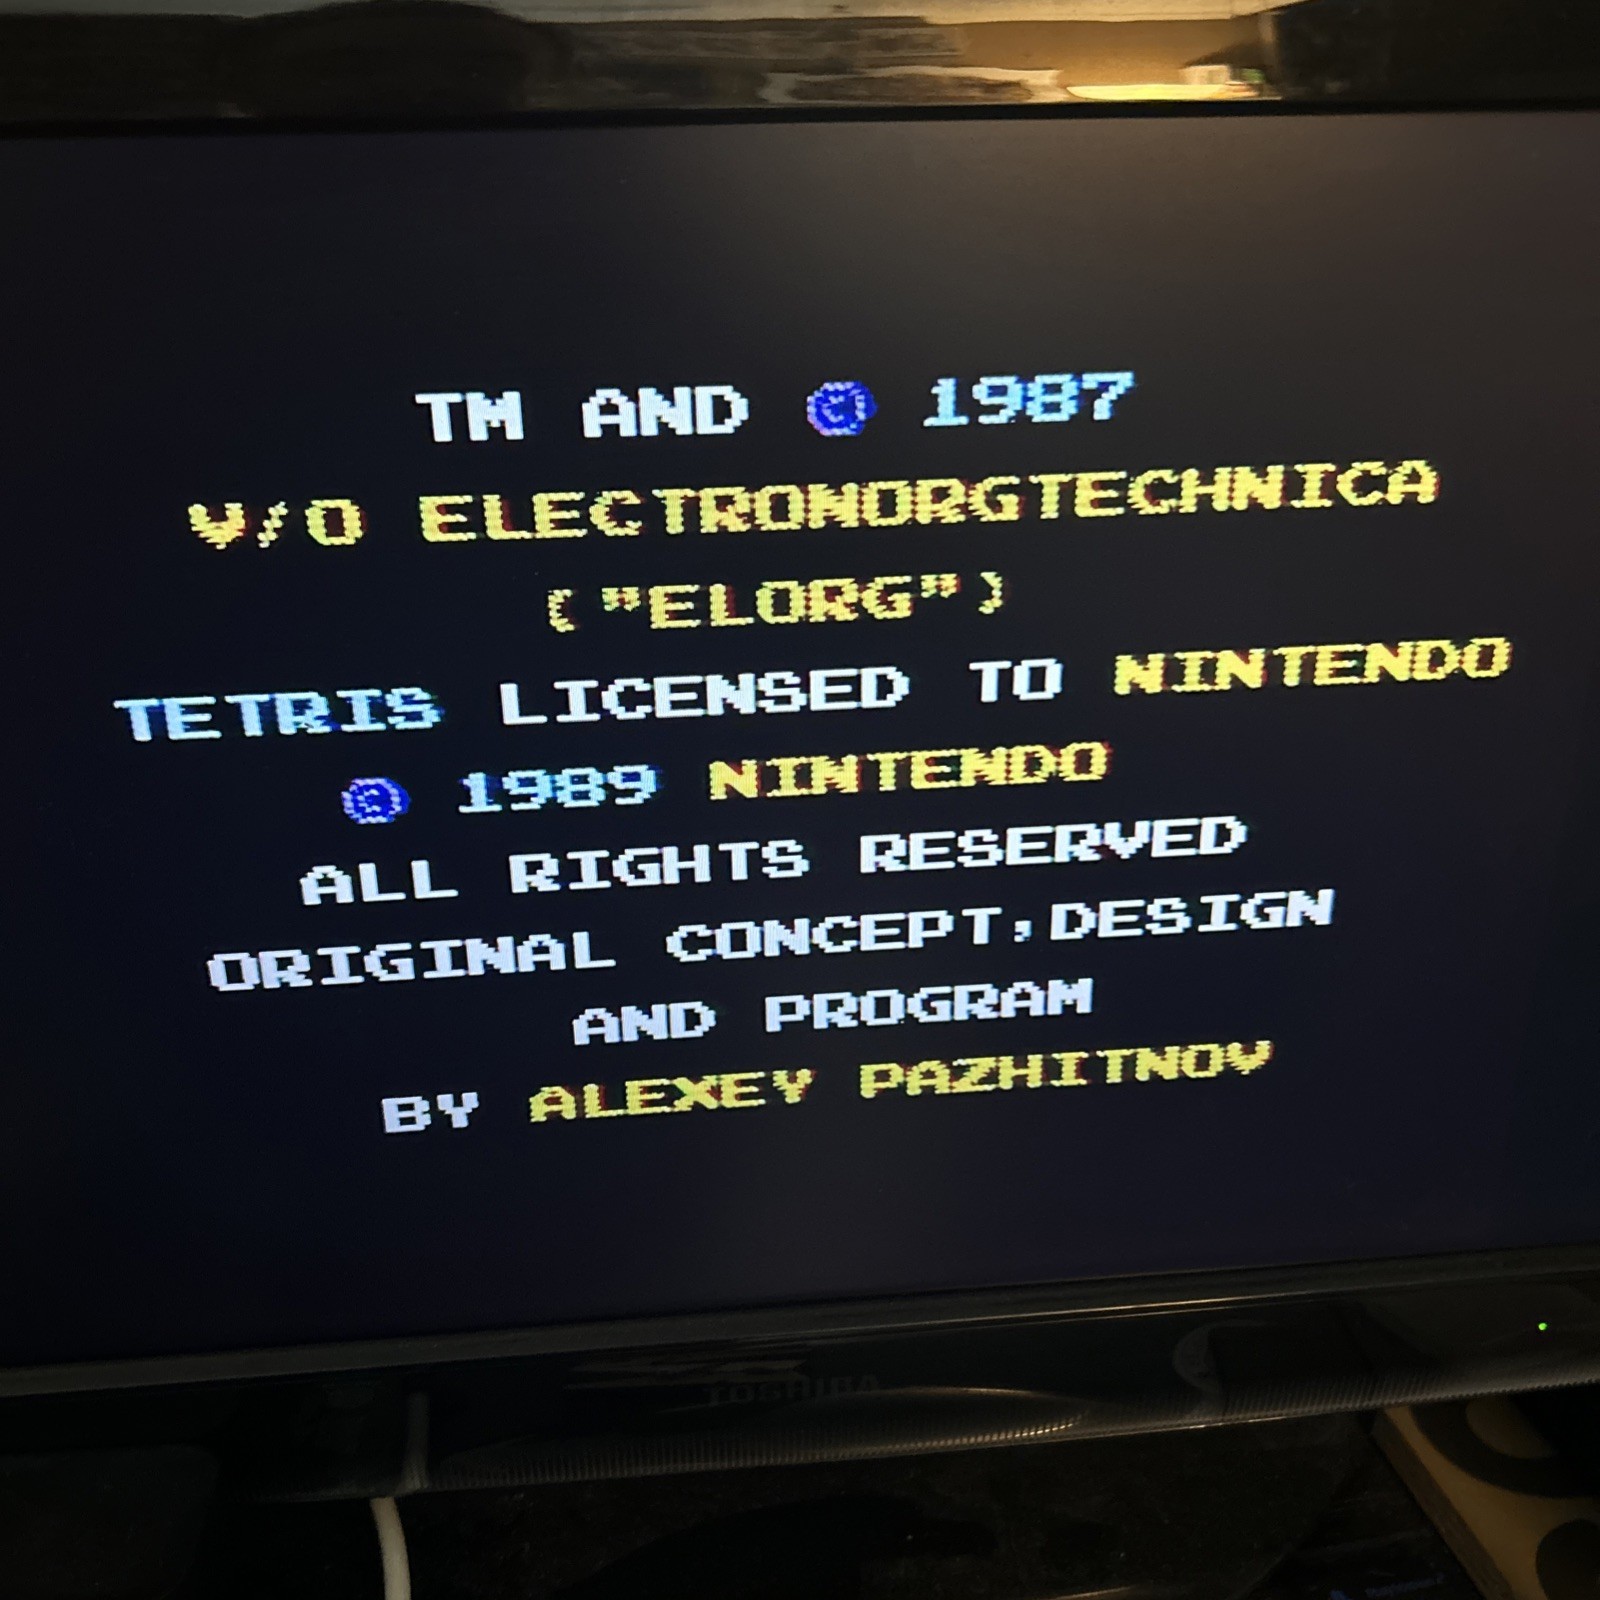 TM AND © 1987
V/O ELECTRONORGTECHNICA
("ELORG")
TETRIS LICENSED TO NINTENDO
© 1989 NINTENDO
ALL RIGHTS RESERVED
ORIGINAL CONCEPT,DESIGN
AND PROGRAM
BY ALEXEY PAZHITNOV
TOSHIBA